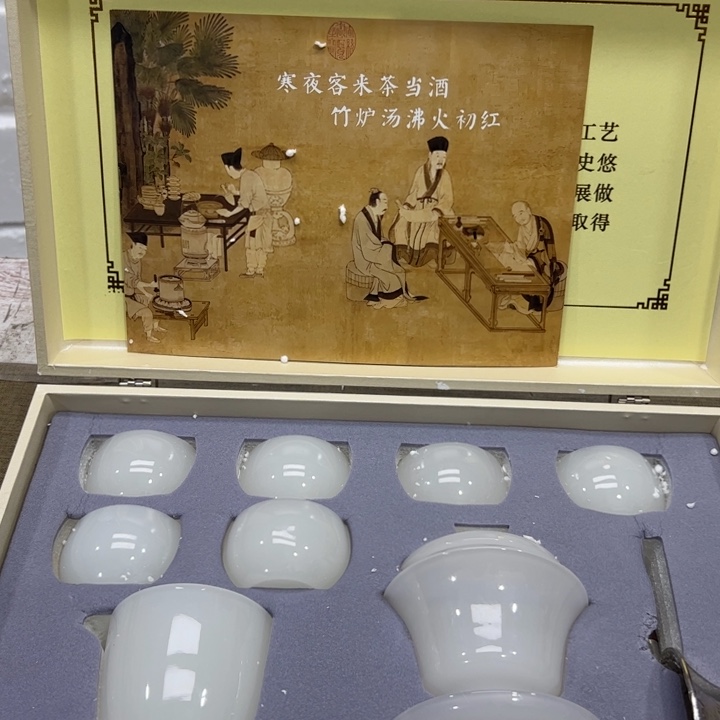 寒夜客来茶当酒
竹炉汤沸火初红
工艺
史悠
展做
取得